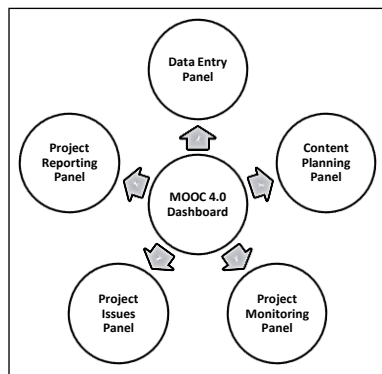 Data Entry
Panel
Project
Reporting
Panel
Content
Planning
Panel
MOOC 4.0
Dashboard
Project
Issues
Panel
Project
Monitoring
Panel